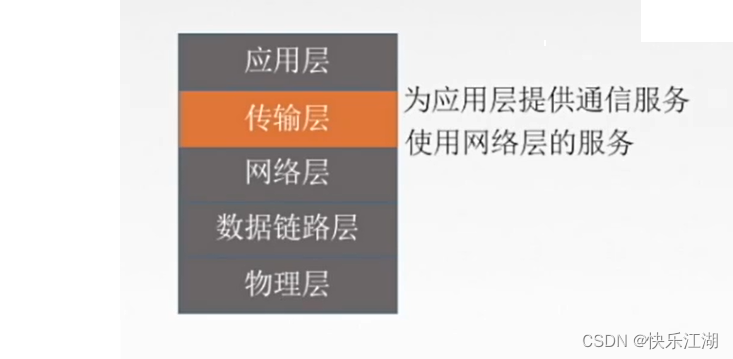 应用层
传输层
为应用层提供通信服务
使用网络层的服务
网络层
数据链路层
物理层
CSDN @快乐江湖